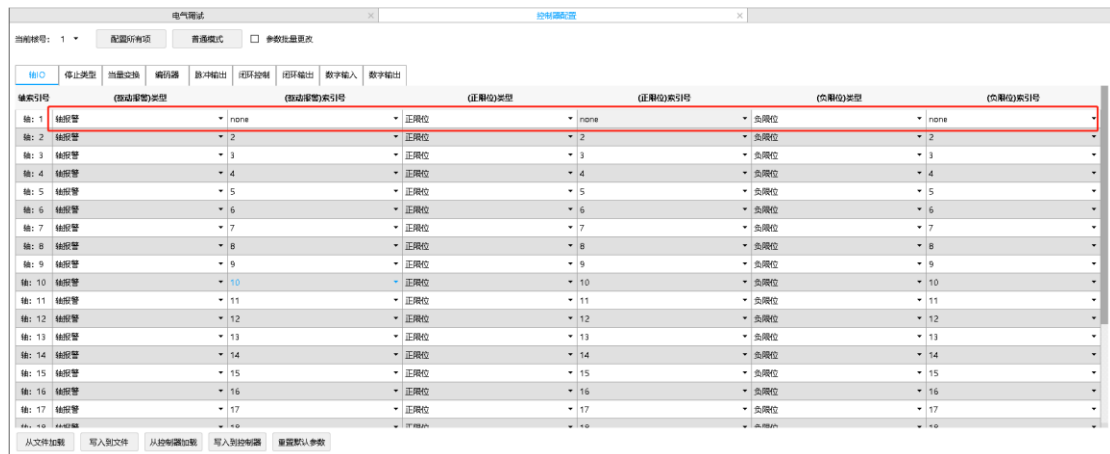 电气调试 × 控制器配置 ×
当前核号: 1 配置所有项 普通模式 参数批量更改
轴IO 停止类型 当量变换 编码器 脉冲输出 闭环控制 闭环输出 数字输入 数字输出
轴索引号 (驱动报警)类型 (驱动报警)索引号 (正限位)类型 (正限位)索引号 (负限位)类型 (负限位)索引号
轴: 1 轴报警 none 正限位 none 负限位 none
轴: 2 轴报警 2 正限位 2 负限位 2
轴: 3 轴报警 3 正限位 3 负限位 3
轴: 4 轴报警 4 正限位 4 负限位 4
轴: 5 轴报警 5 正限位 5 负限位 5
轴: 6 轴报警 6 正限位 6 负限位 6
轴: 7 轴报警 7 正限位 7 负限位 7
轴: 8 轴报警 8 正限位 8 负限位 8
轴: 9 轴报警 9 正限位 9 负限位 9
轴: 10 轴报警 10 正限位 10 负限位 10
轴: 11 轴报警 11 正限位 11 负限位 11
轴: 12 轴报警 12 正限位 12 负限位 12
轴: 13 轴报警 13 正限位 13 负限位 13
轴: 14 轴报警 14 正限位 14 负限位 14
轴: 15 轴报警 15 正限位 15 负限位 15
轴: 16 轴报警 16 正限位 16 负限位 16
轴: 17 轴报警 17 正限位 17 负限位 17
轴: 18 轴报警 18 正限位 18 负限位 18
从文件加载 写入到文件 从控制器加载 写入到控制器 重置默认参数